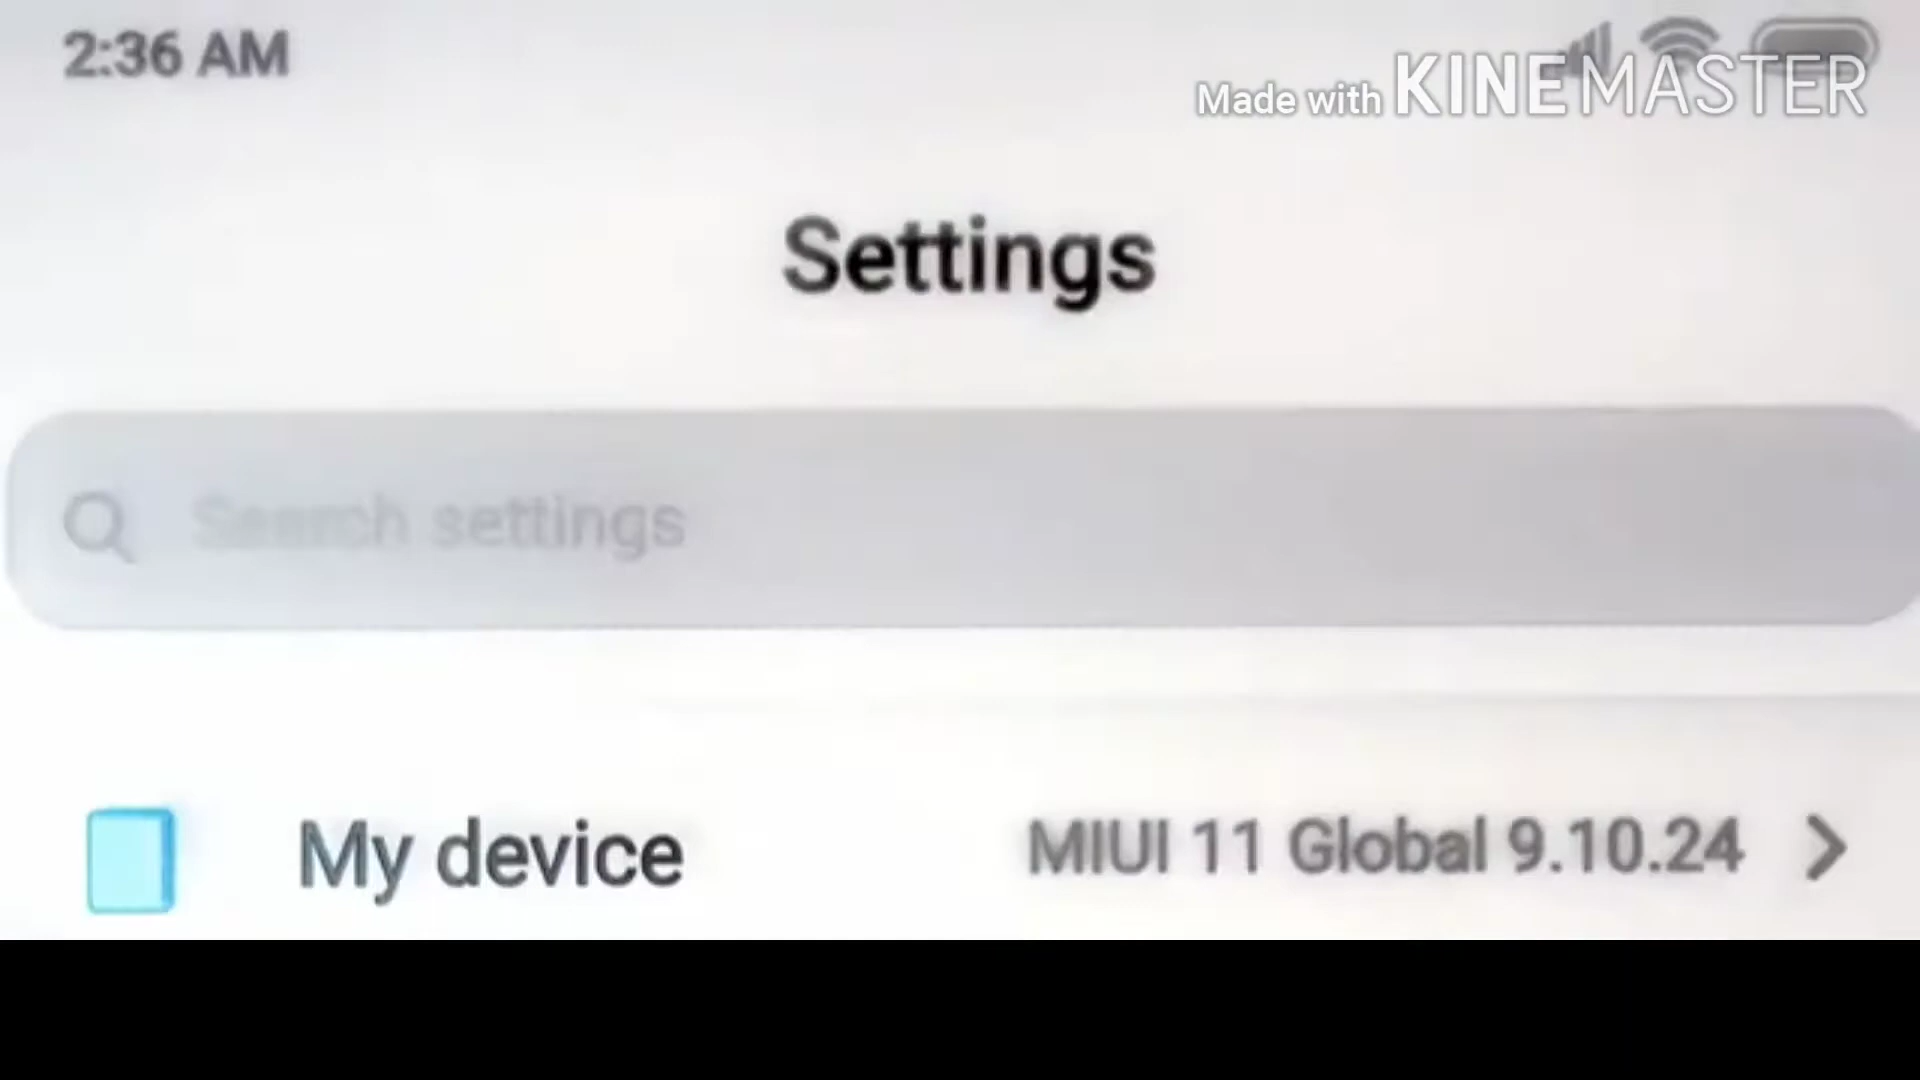 2:36 AM
Made with KINEMASTER
Settings
Search settings
My device
MIUI 11 Global 9.10.24